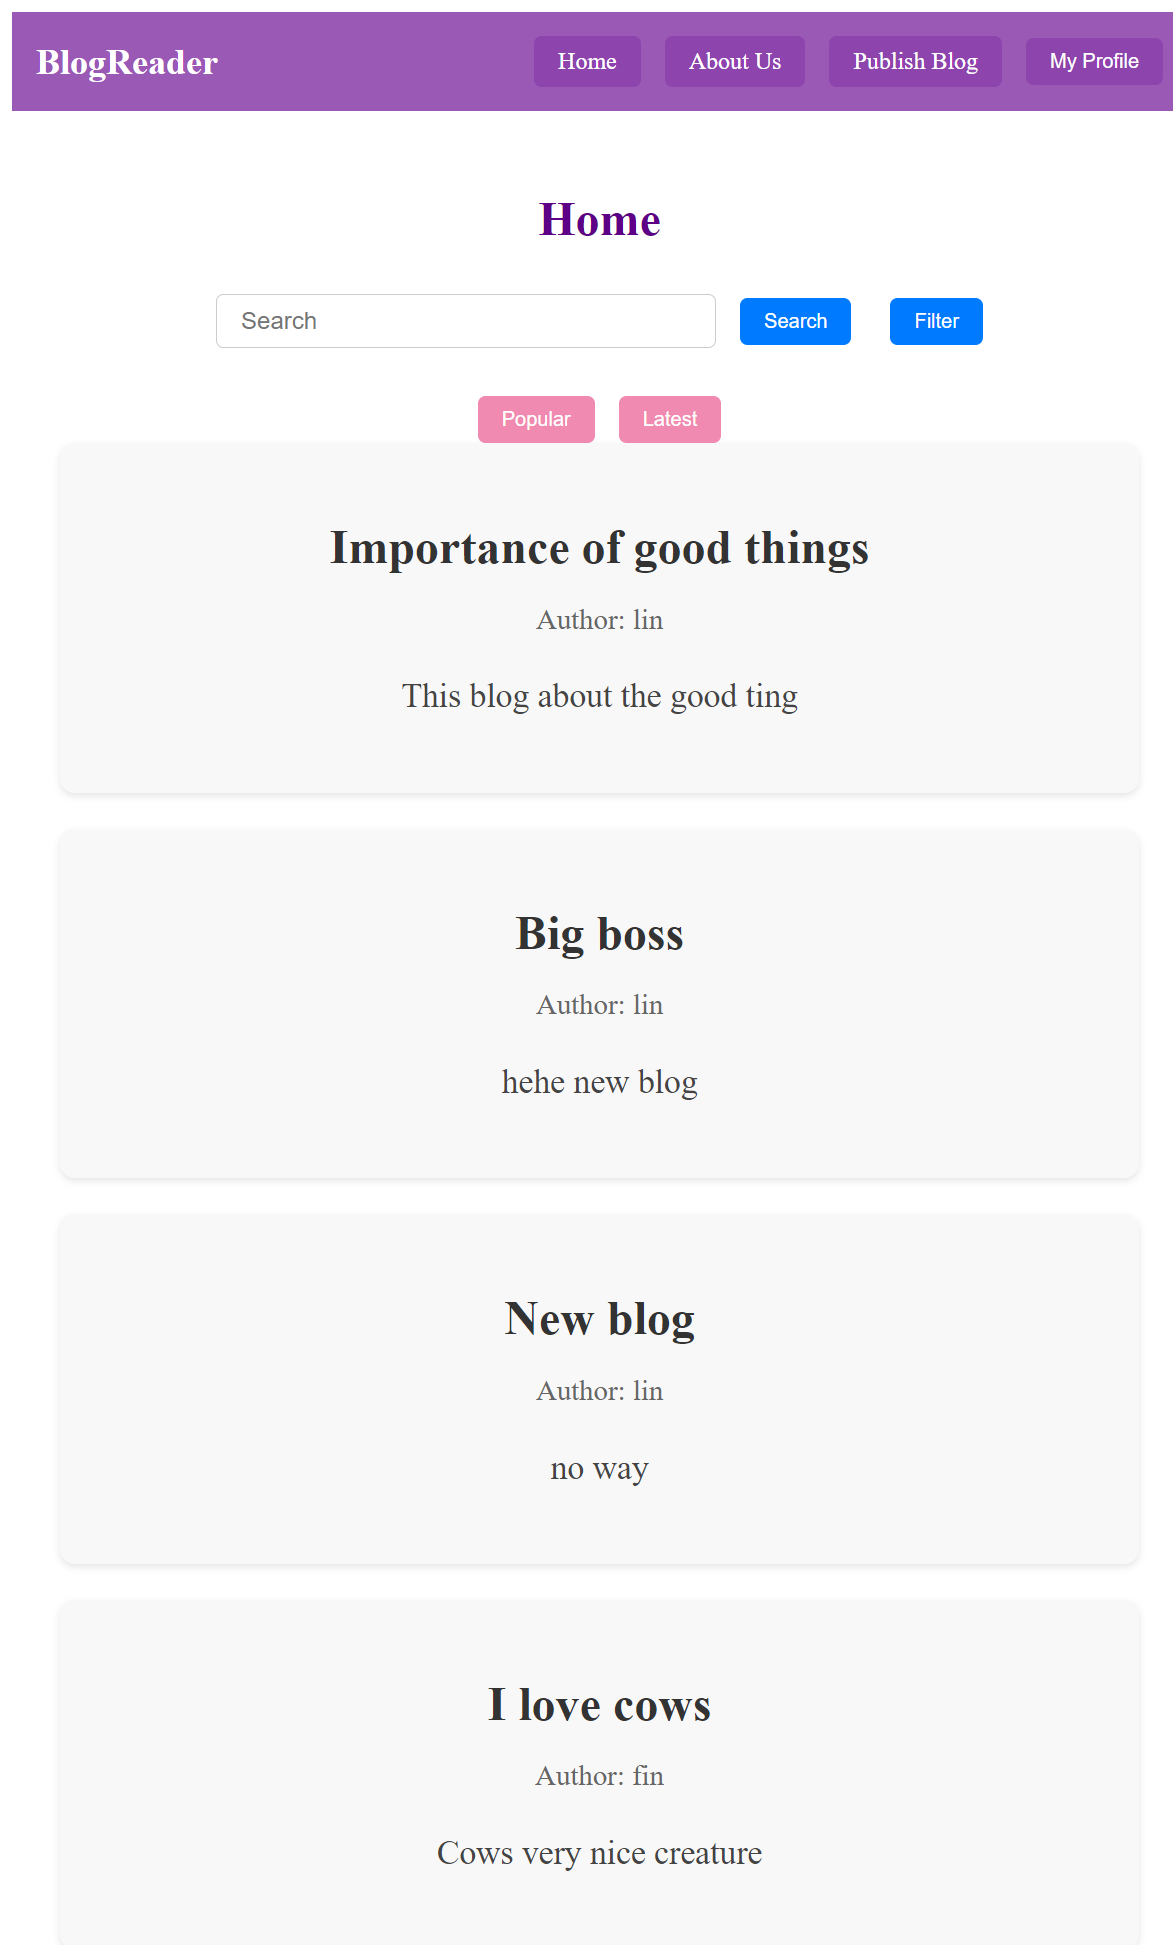 BlogReader Home About Us Publish Blog My Profile
Home
Search Search Filter
Popular Latest
Importance of good things
Author: lin
This blog about the good ting
Big boss
Author: lin
hehe new blog
New blog
Author: lin
no way
I love cows
Author: fin
Cows very nice creature